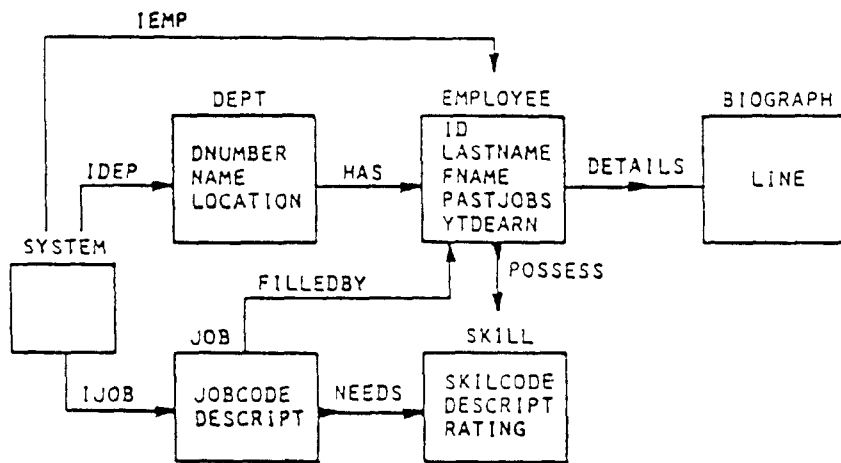 IEMP
DEPT
EMPLOYEE
BIOGRAPH
DNUMBER
NAME
LOCATION
ID
LASTNAME
FNAME
PASTJOBS
YTDEARN
LINE
IDEP
HAS
DETAILS
SYSTEM
FILLEDBY
POSSESS
JOB
SKILL
IJOB
JOBCODE
DESCRIPT
NEEDS
SKILCODE
DESCRIPT
RATING